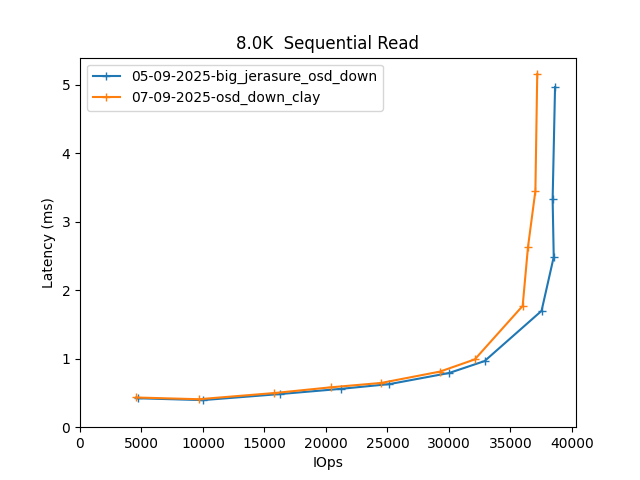 8.0K  Sequential Read
05-09-2025-big_jerasure_osd_down
07-09-2025-osd_down_clay
Latency (ms)
5
4
3
2
1
0
0 5000 10000 15000 20000 25000 30000 35000 40000
IOps